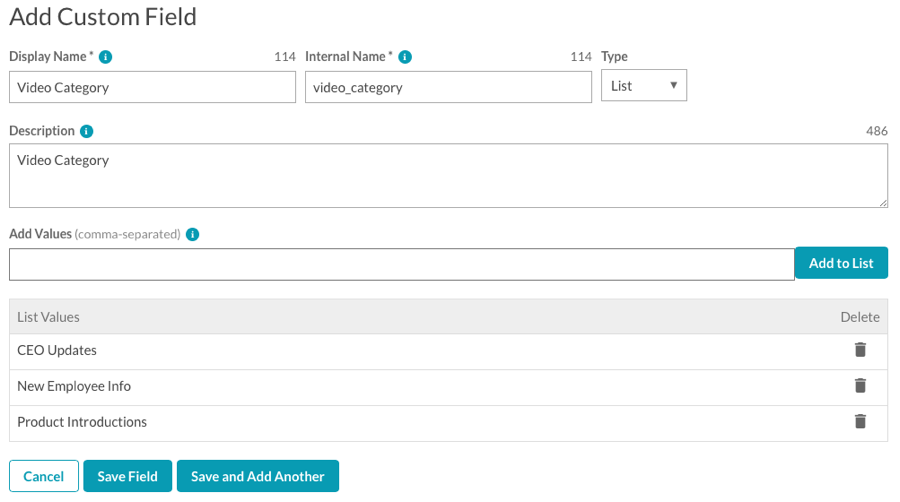 Add Custom Field
Display Name * 114 Internal Name * 114 Type
Video Category video_category List
Description 486
Video Category
Add Values (comma-separated)
Add to List
List Values Delete
CEO Updates
New Employee Info
Product Introductions
Cancel Save Field Save and Add Another